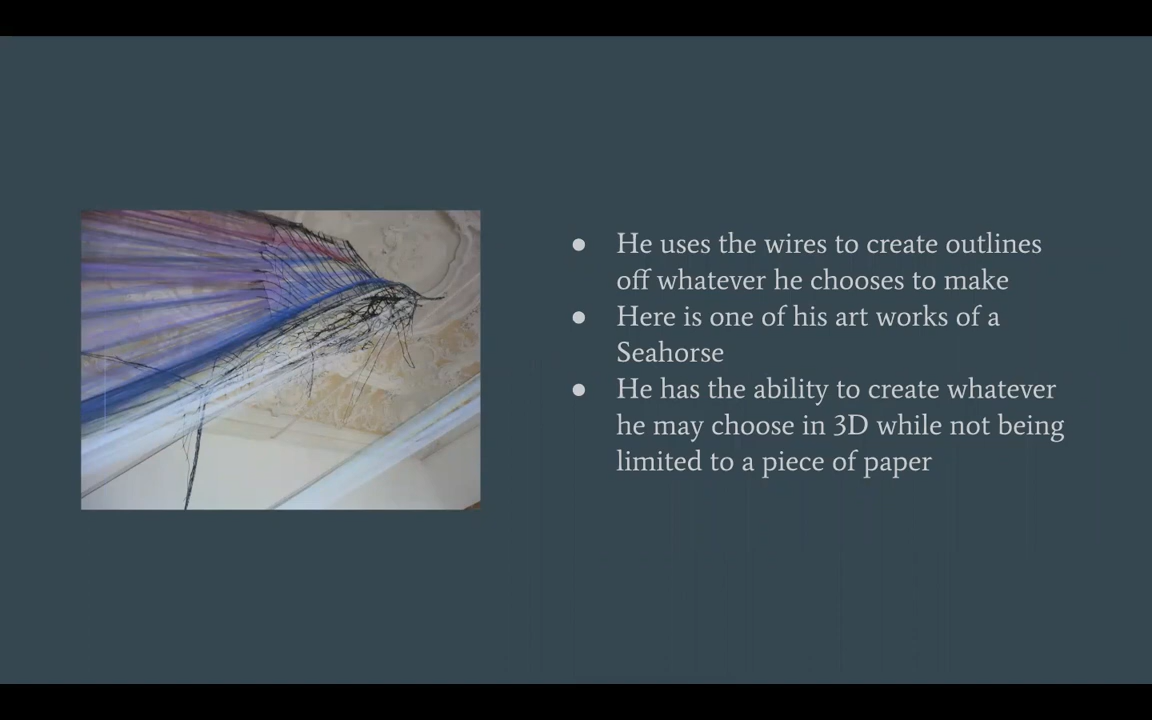 ● He uses the wires to create outlines
off whatever he chooses to make
● Here is one of his art works of a
Seahorse
● He has the ability to create whatever
he may choose in 3D while not being
limited to a piece of paper